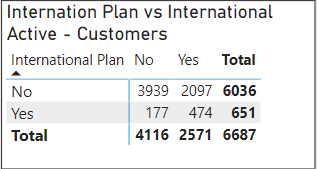 Internation Plan vs International
Active - Customers
International Plan No Yes Total
No 3939 2097 6036
Yes 177 474 651
Total 4116 2571 6687